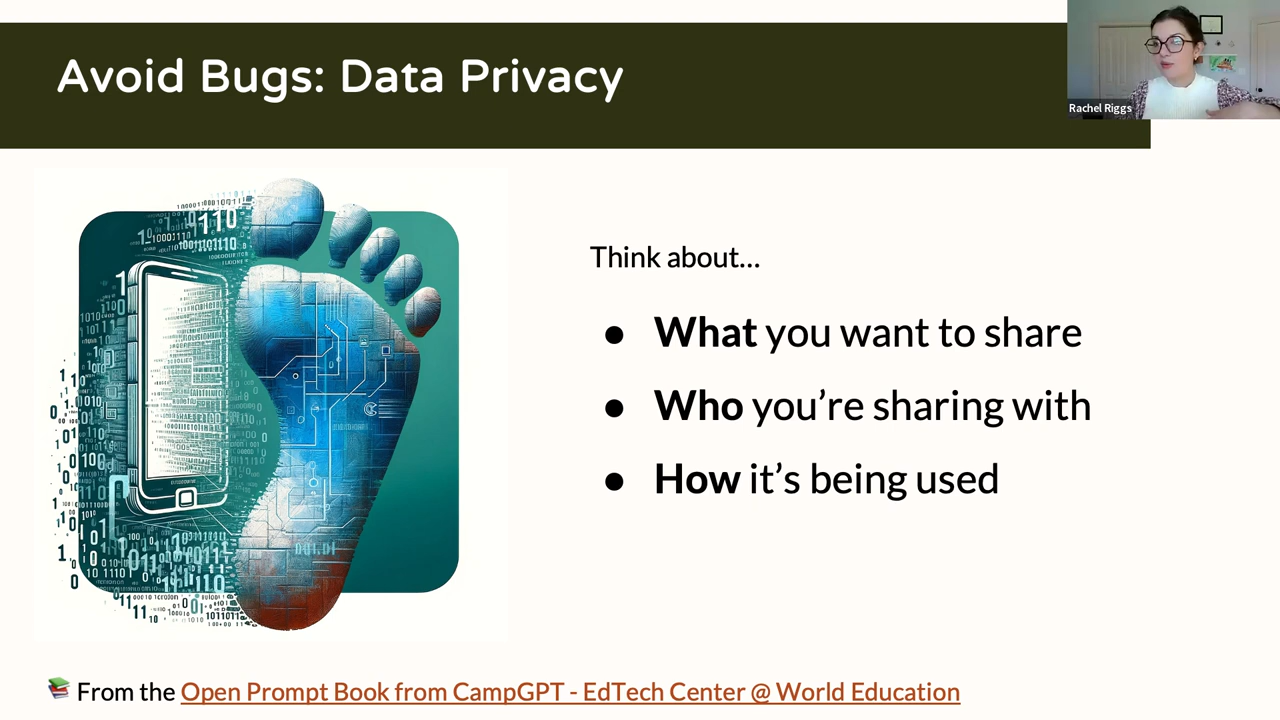 Avoid Bugs: Data Privacy
Rachel Riggs
Think about...
● What you want to share
● Who you're sharing with
● How it's being used
From the Open Prompt Book from CampGPT - EdTech Center @ World Education